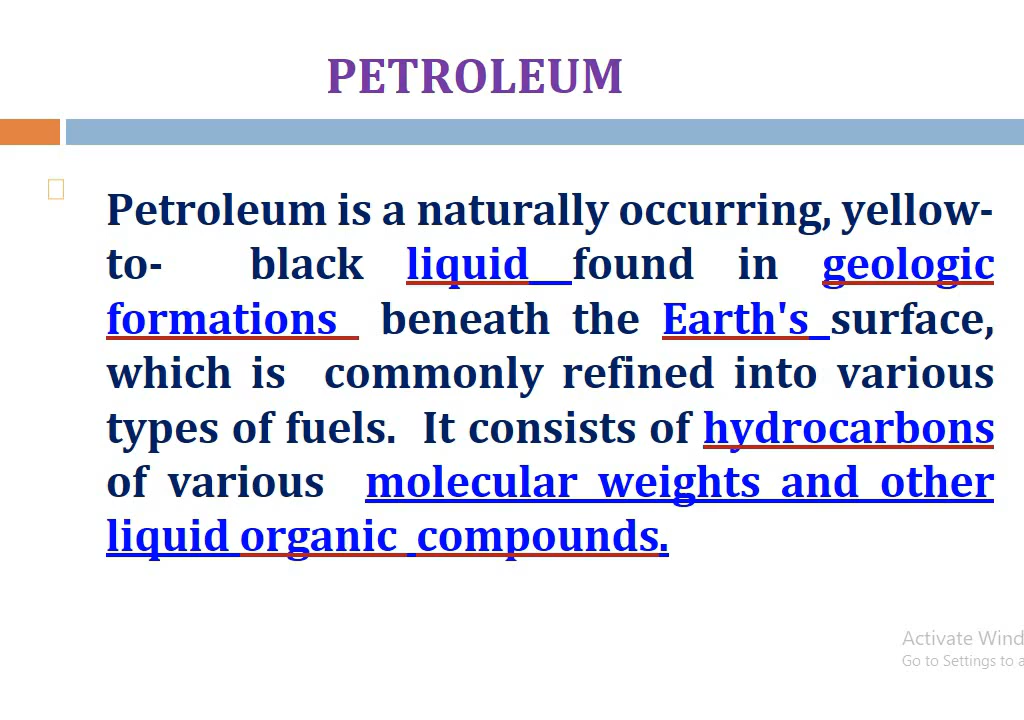 PETROLEUM
Petroleum is a naturally occurring, yellow-
to- black liquid found in geologic
formations beneath the Earth's surface,
which is commonly refined into various
types of fuels. It consists of hydrocarbons
of various molecular weights and other
liquid organic compounds.
Activate Wind
Go to Settings to a